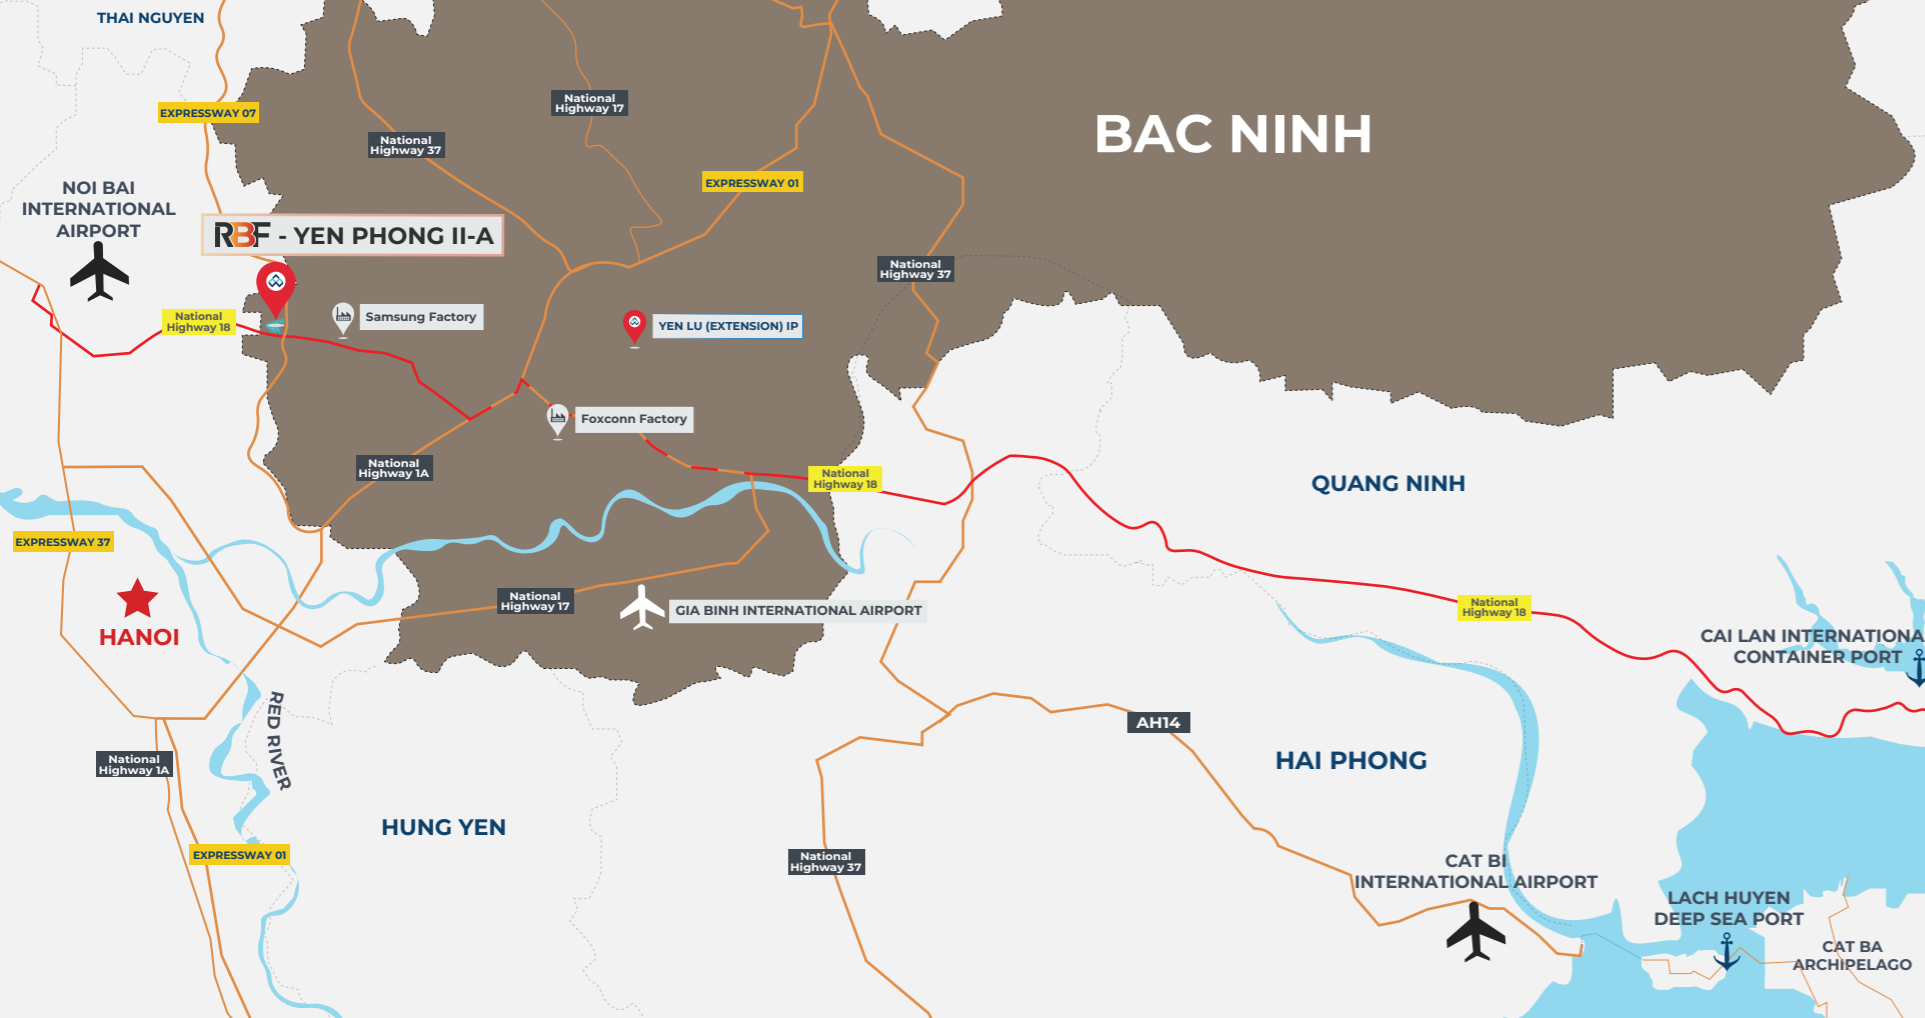 THAI NGUYEN
EXPRESSWAY 07
National
Highway 17
National
Highway 37
BAC NINH
EXPRESSWAY 01
NOI BAI
INTERNATIONAL
AIRPORT
RBF - YEN PHONG II-A
National
Highway 37
National
Highway 18
Samsung Factory
YEN LU (EXTENSION) IP
Foxconn Factory
National
Highway 1A
National
Highway 18
QUANG NINH
EXPRESSWAY 37
HANOI
National
Highway 17
GIA BINH INTERNATIONAL AIRPORT
National
Highway 18
CAI LAN INTERNATIONA
CONTAINER PORT
RED RIVER
AH14
National
Highway 1A
HAI PHONG
HUNG YEN
EXPRESSWAY 01
National
Highway 37
CAT BI
INTERNATIONAL AIRPORT
LACH HUYEN
DEEP SEA PORT
CAT BA
ARCHIPELAGO